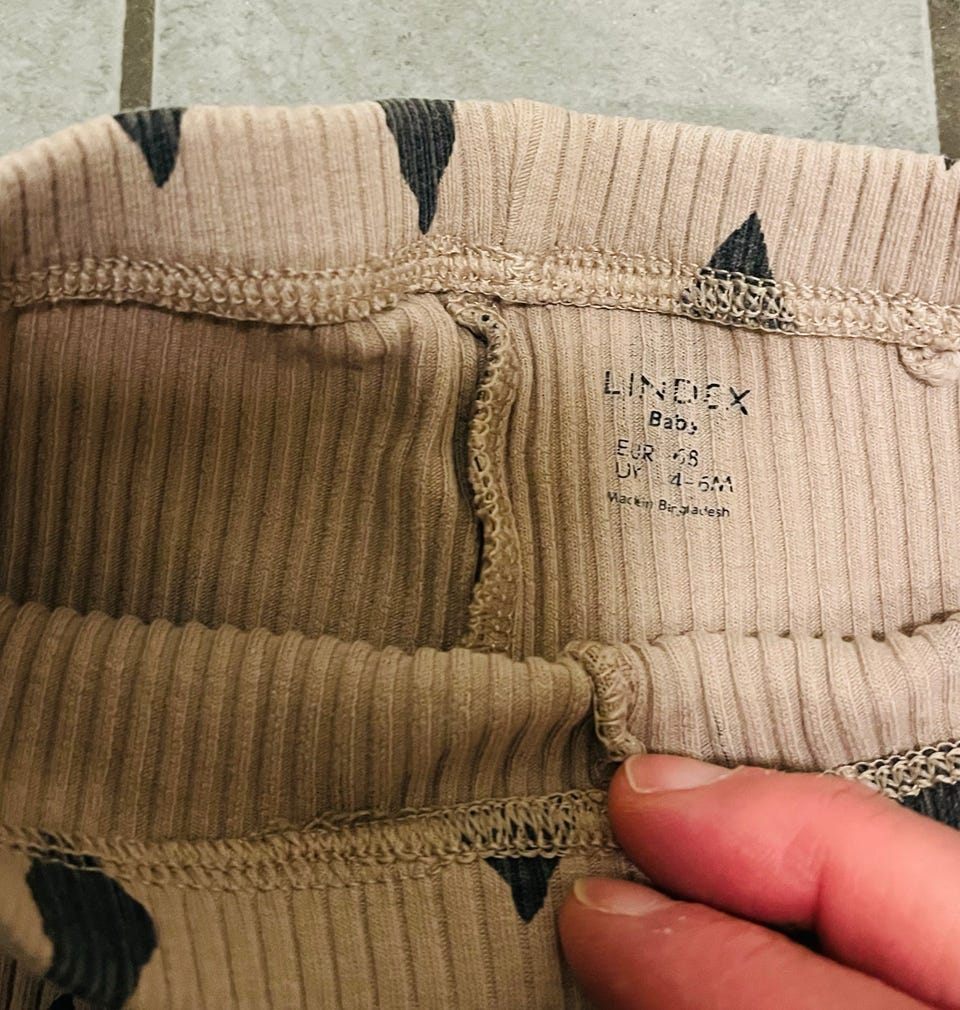 LINDEX
Baby
EUR 68
UK 4-6M
Made in Bangladesh